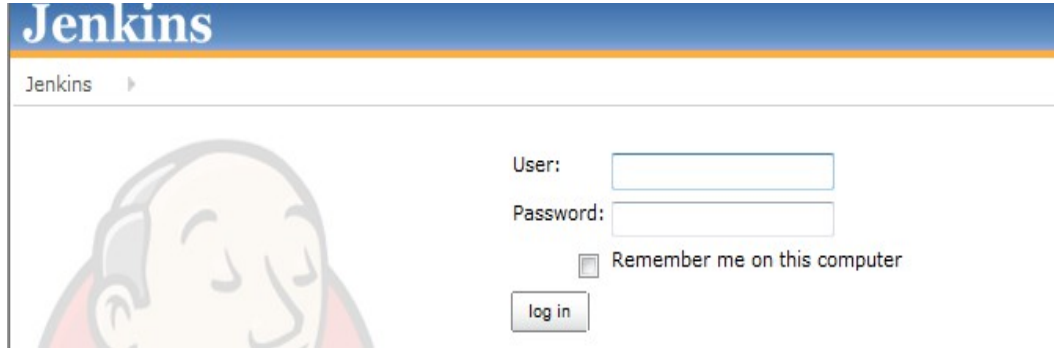 Jenkins
Jenkins
User:
Password:
Remember me on this computer
log in